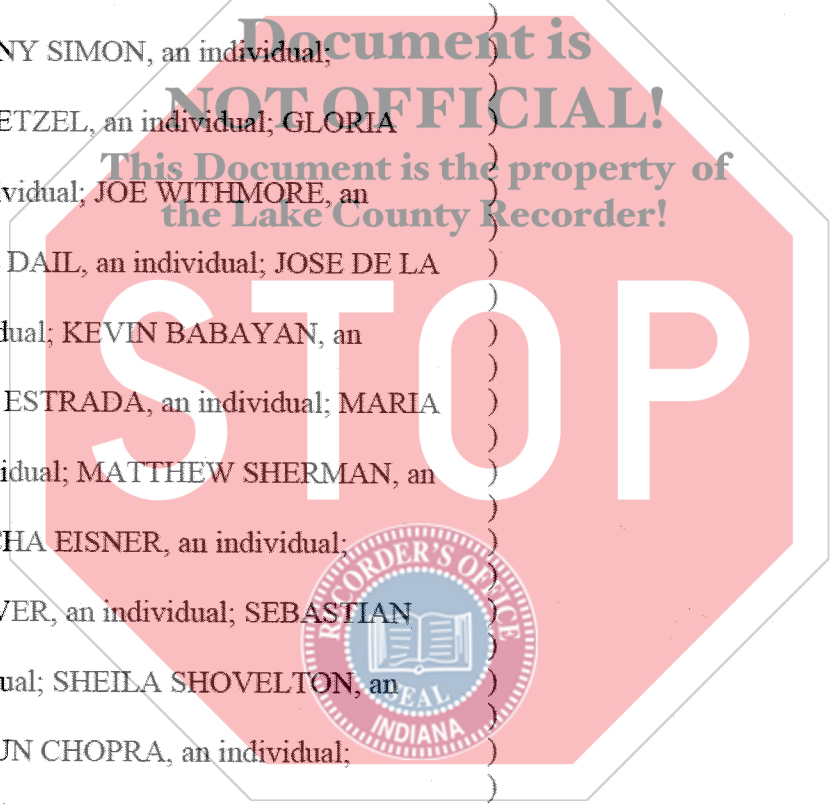 Document is
NY SIMON, an individual; )
NOT OFFICIAL!
ETZEL, an individual; GLORIA )
This Document is the property of
vidual; JOE WITHMORE, an )
the Lake County Recorder!
DAIL, an individual; JOSE DE LA )
)
dual; KEVIN BABAYAN, an )
)
ESTRADA, an individual; MARIA )
)
idual; MATTHEW SHERMAN, an )
)
HA EISNER, an individual; )
)
VER, an individual; SEBASTIAN )
)
ual; SHEILA SHOVELTON, an )
)
UN CHOPRA, an individual; )
)
STOP
RECORDER'S OFFICE
SEAL
INDIANA